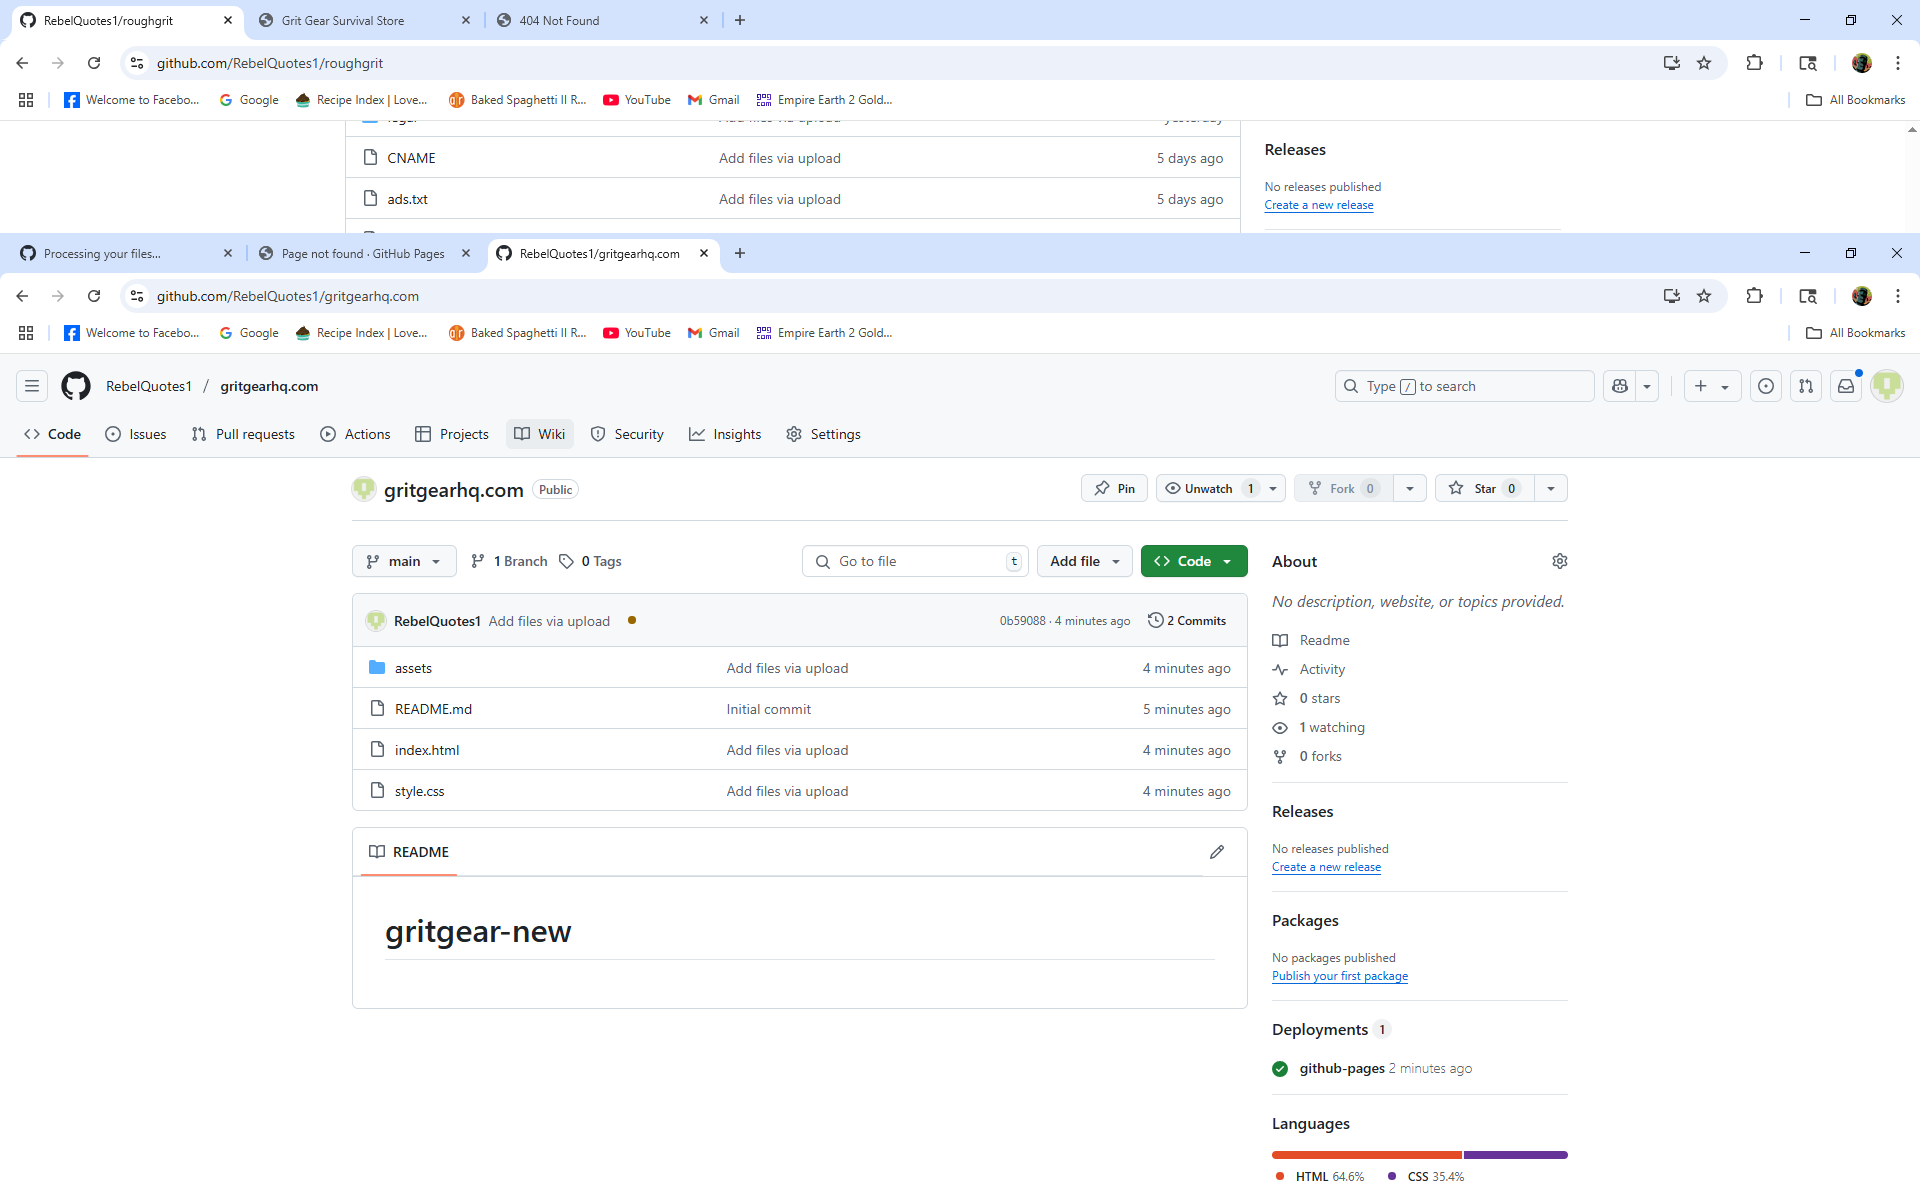 RebelQuotes1/roughgrit
Grit Gear Survival Store
404 Not Found
github.com/RebelQuotes1/roughgrit
Welcome to Facebo...
Google
Recipe Index | Love...
Baked Spaghetti II R...
YouTube
Gmail
Empire Earth 2 Gold...
All Bookmarks
Releases
CNAME Add files via upload 5 days ago
No releases published
ads.txt Add files via upload 5 days ago
Create a new release
Processing your files...
Page not found · GitHub Pages
RebelQuotes1/gritgearhq.com
github.com/RebelQuotes1/gritgearhq.com
Welcome to Facebo...
Google
Recipe Index | Love...
Baked Spaghetti II R...
YouTube
Gmail
Empire Earth 2 Gold...
All Bookmarks
RebelQuotes1 / gritgearhq.com
Type / to search
Code
Issues
Pull requests
Actions
Projects
Wiki
Security
Insights
Settings
gritgearhq.com Public
Pin
Unwatch 1
Fork 0
Star 0
main
1 Branch
0 Tags
Go to file t
Add file
Code
RebelQuotes1 Add files via upload 0b59088 · 4 minutes ago 2 Commits
assets Add files via upload 4 minutes ago
README.md Initial commit 5 minutes ago
index.html Add files via upload 4 minutes ago
style.css Add files via upload 4 minutes ago
README
gritgear-new
About
No description, website, or topics provided.
Readme
Activity
0 stars
1 watching
0 forks
Releases
No releases published
Create a new release
Packages
No packages published
Publish your first package
Deployments 1
github-pages 2 minutes ago
Languages
HTML 64.6% CSS 35.4%